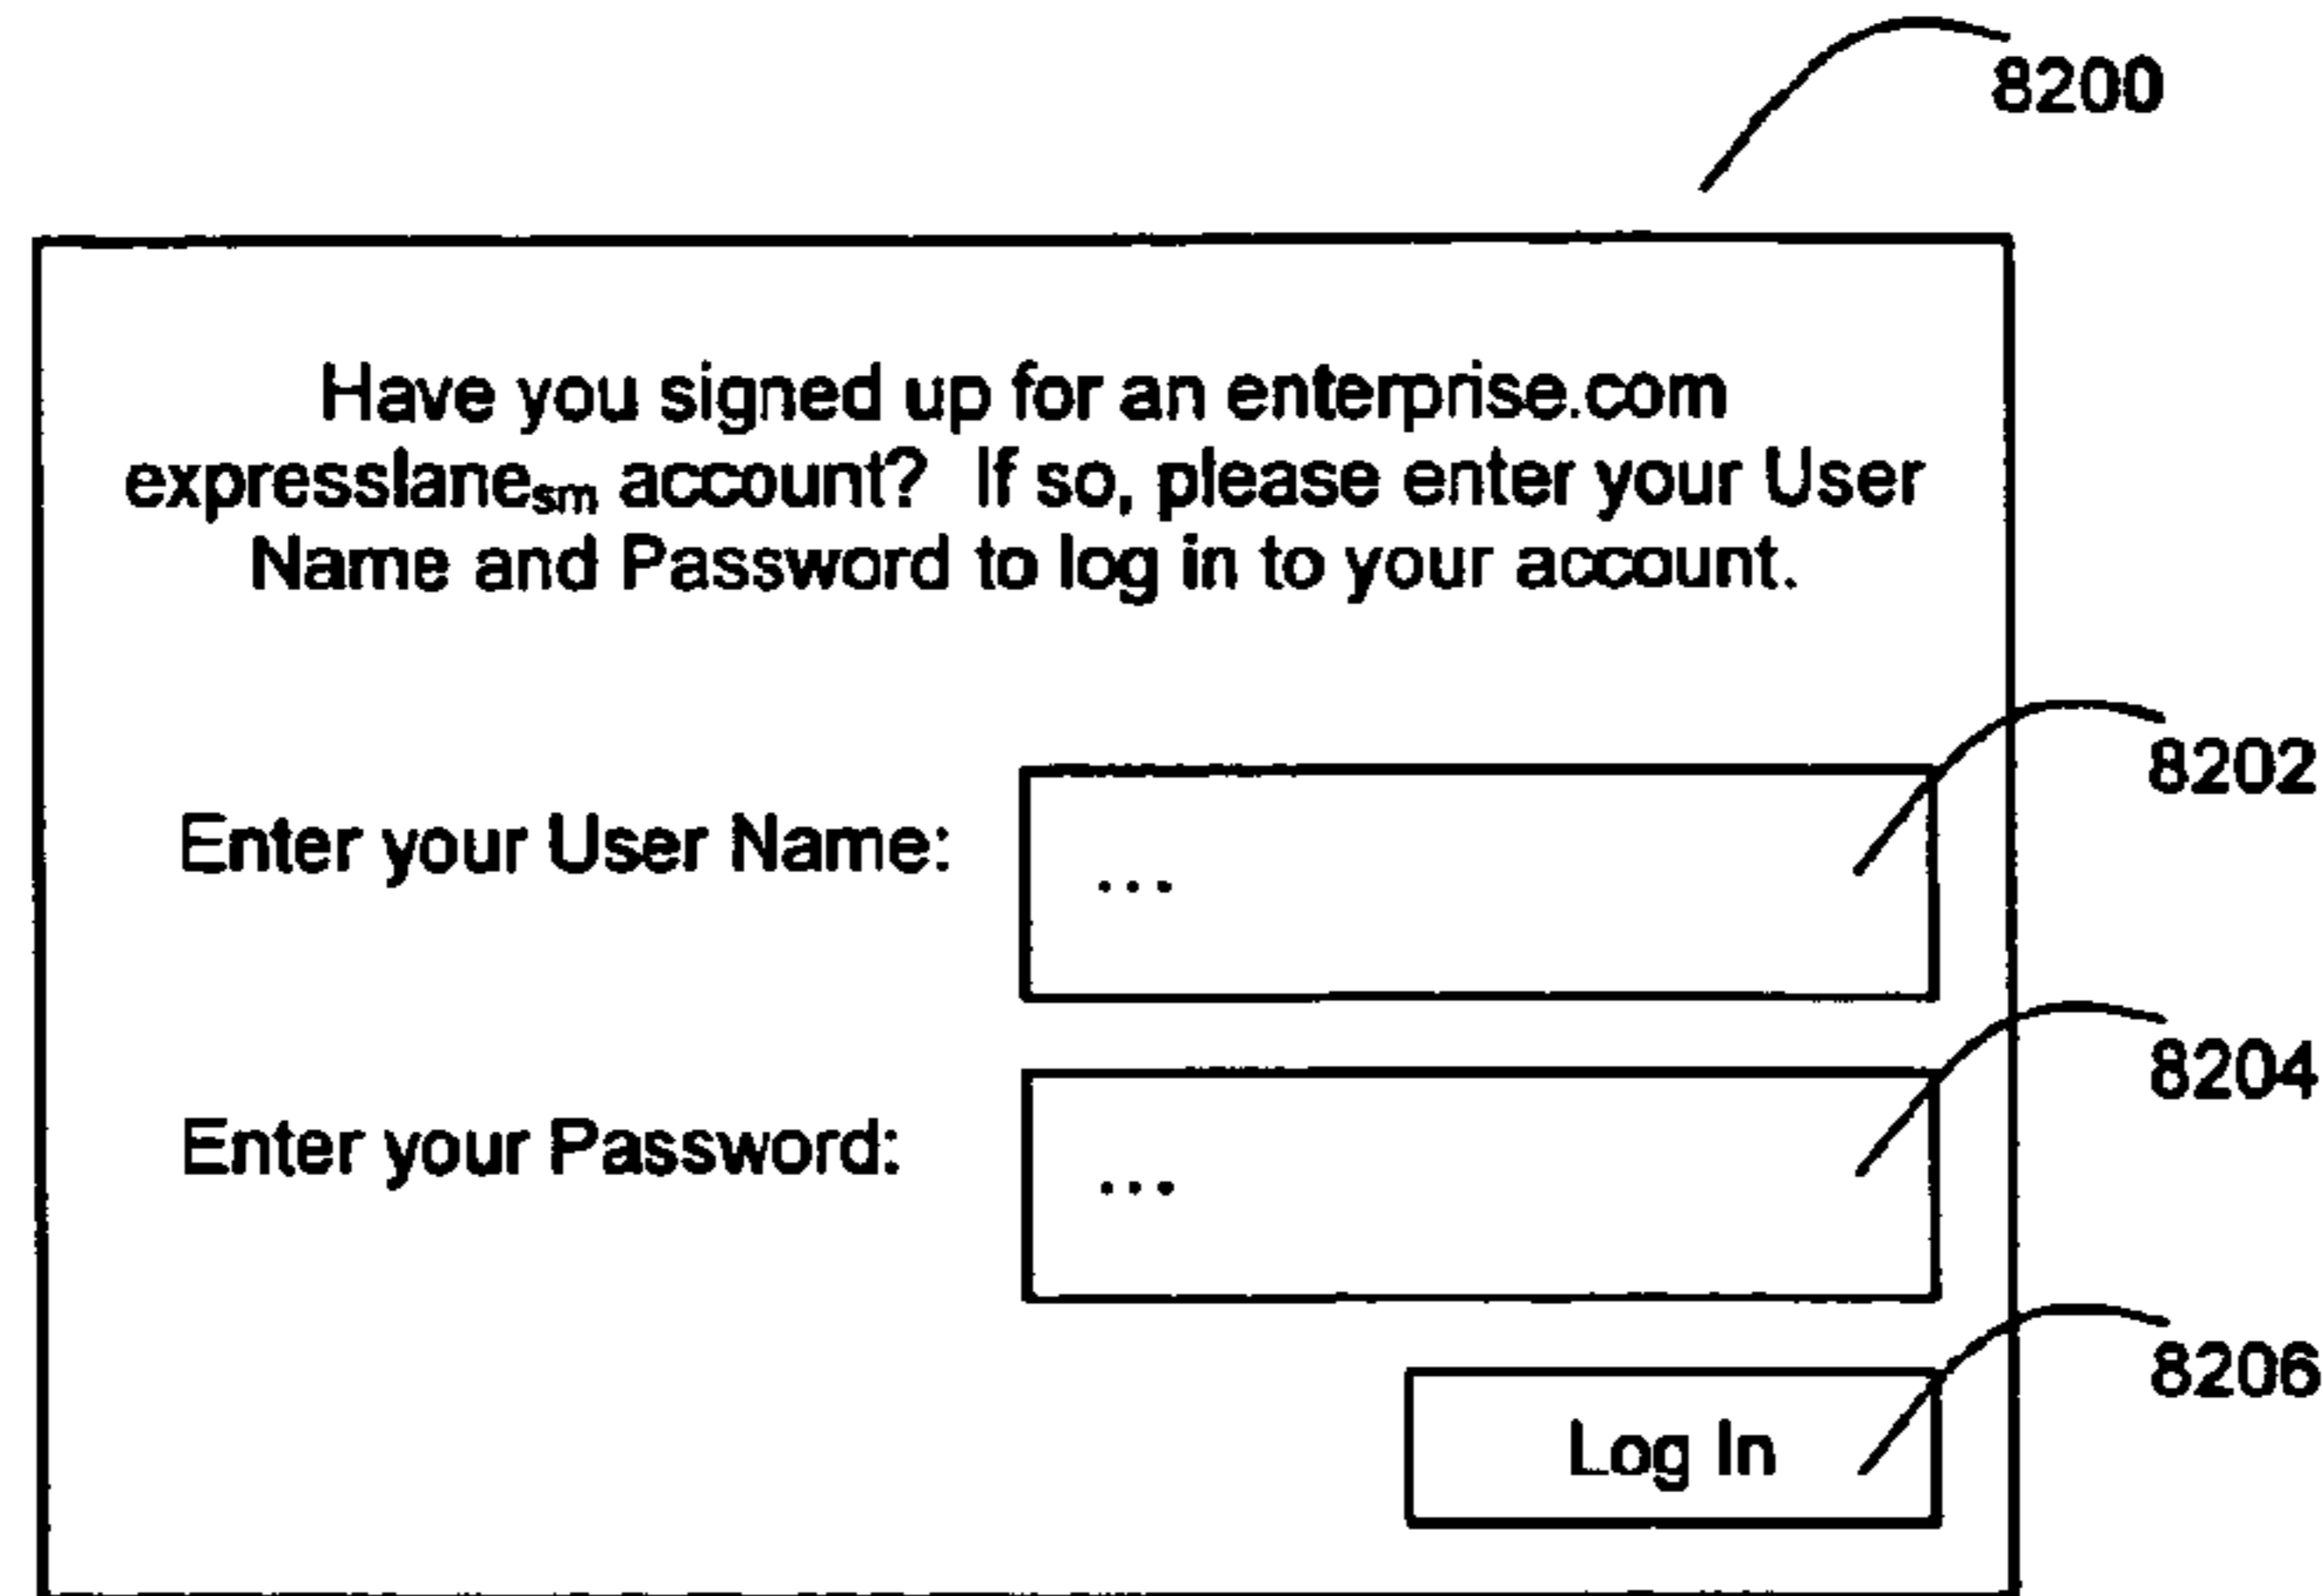 8200
Have you signed up for an enterprise.com
expresslanesm account? If so, please enter your User
Name and Password to log in to your account.
8202
Enter your User Name:
...
8204
Enter your Password:
...
8206
Log In